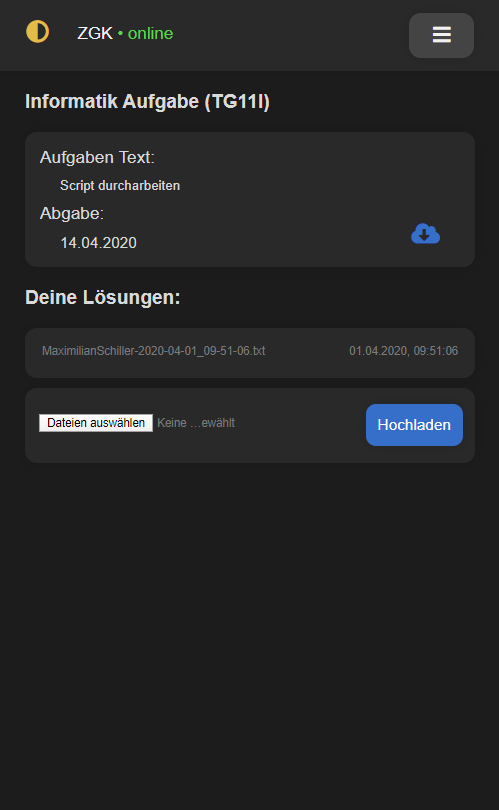 ZGK • online
Informatik Aufgabe (TG11I)
Aufgaben Text:
Script durcharbeiten
Abgabe:
14.04.2020
Deine Lösungen:
MaximilianSchiller-2020-04-01_09-51-06.txt 01.04.2020, 09:51:06
Dateien auswählen Keine ...ewählt Hochladen